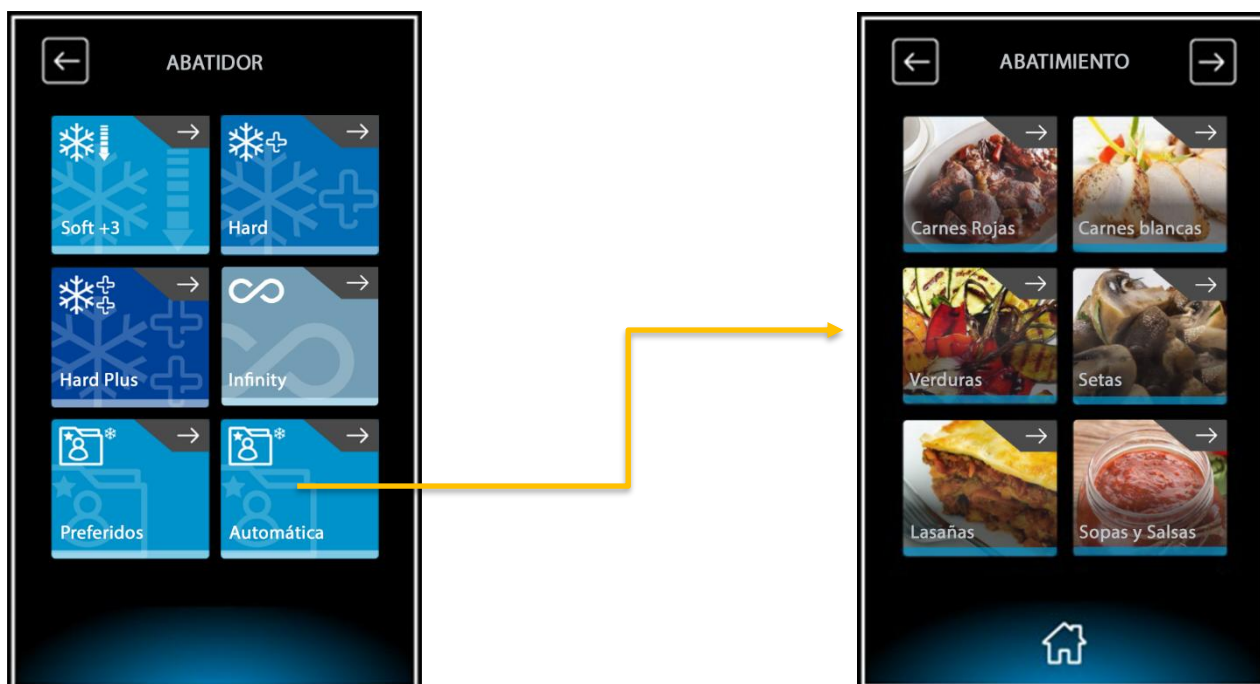 ABATIDOR
Soft +3
Hard
Hard Plus
Infinity
Preferidos
Automática
ABATIMIENTO
Carnes Rojas
Carnes blancas
Verduras
Setas
Lasañas
Sopas y Salsas